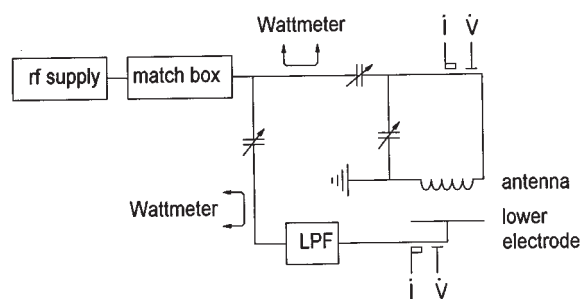 Wattmeter
i V̇
rf supply
match box
Wattmeter
antenna
lower
electrode
LPF
i V̇